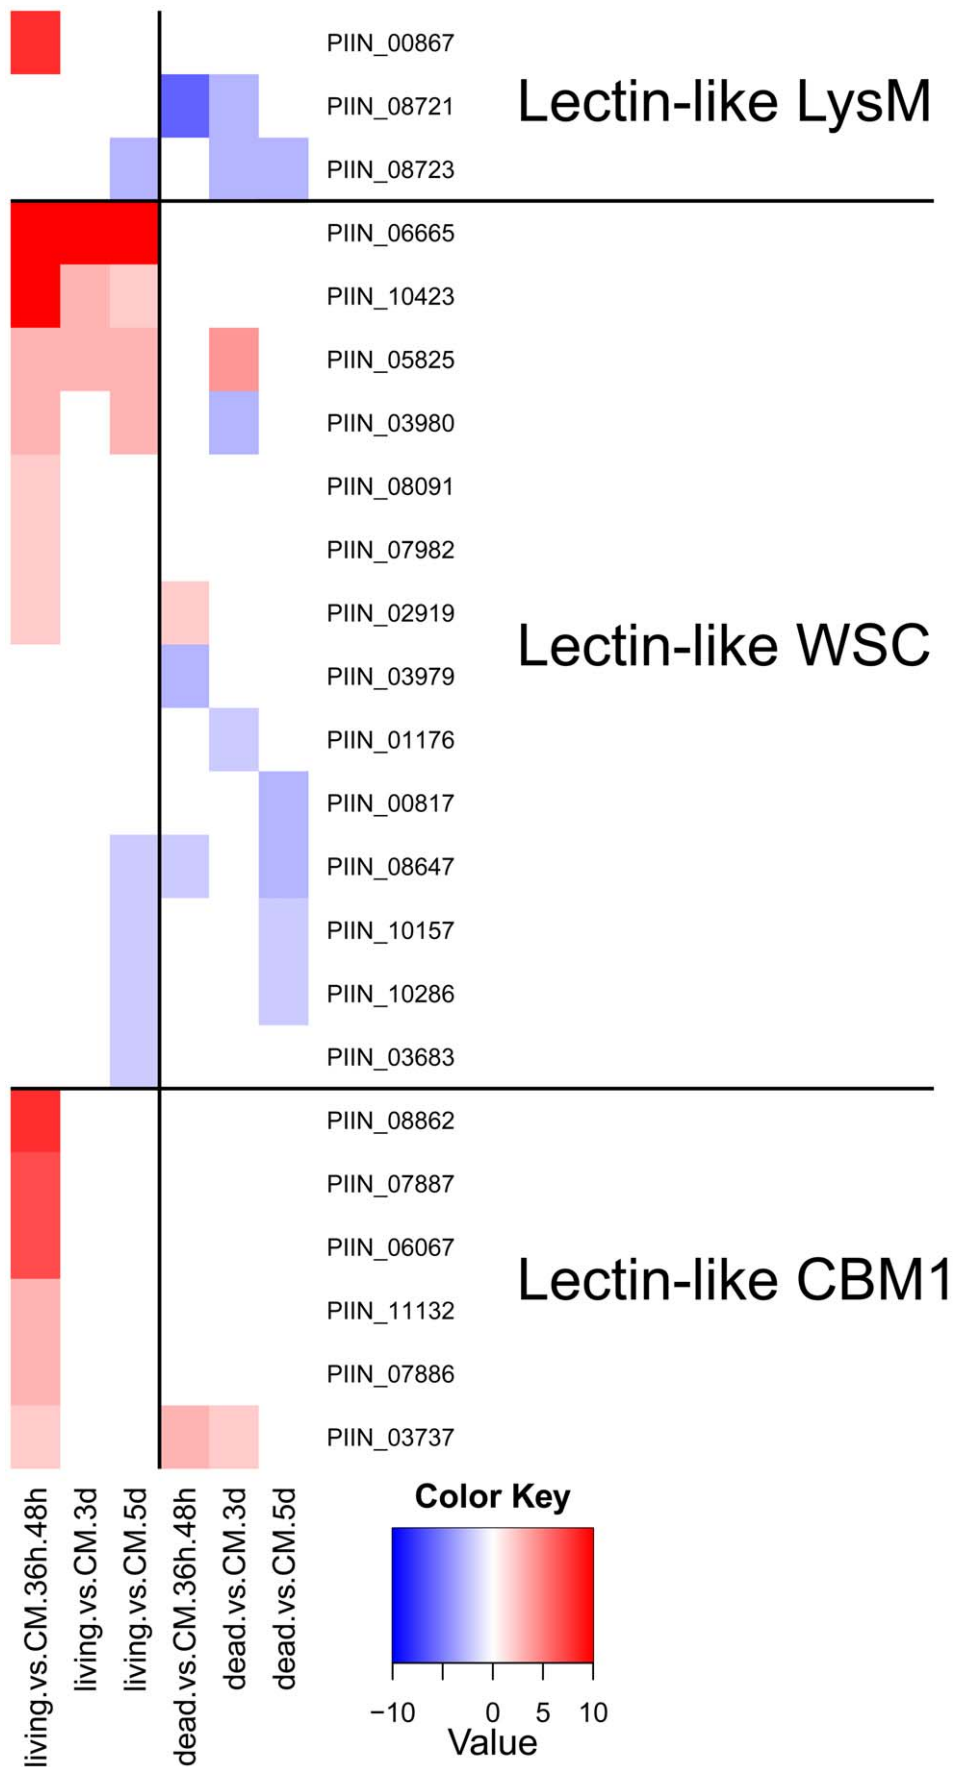 PIIN_00867
PIIN_08721
PIIN_08723
Lectin-like LysM
PIIN_06665
PIIN_10423
PIIN_05825
PIIN_03980
PIIN_08091
PIIN_07982
PIIN_02919
PIIN_03979
PIIN_01176
PIIN_00817
PIIN_08647
PIIN_10157
PIIN_10286
PIIN_03683
Lectin-like WSC
PIIN_08862
PIIN_07887
PIIN_06067
PIIN_11132
PIIN_07886
PIIN_03737
Lectin-like CBM1
living.vs.CM.36h.48h
living.vs.CM.3d
living.vs.CM.5d
dead.vs.CM.36h.48h
dead.vs.CM.3d
dead.vs.CM.5d
Color Key
−10 0 5 10
Value